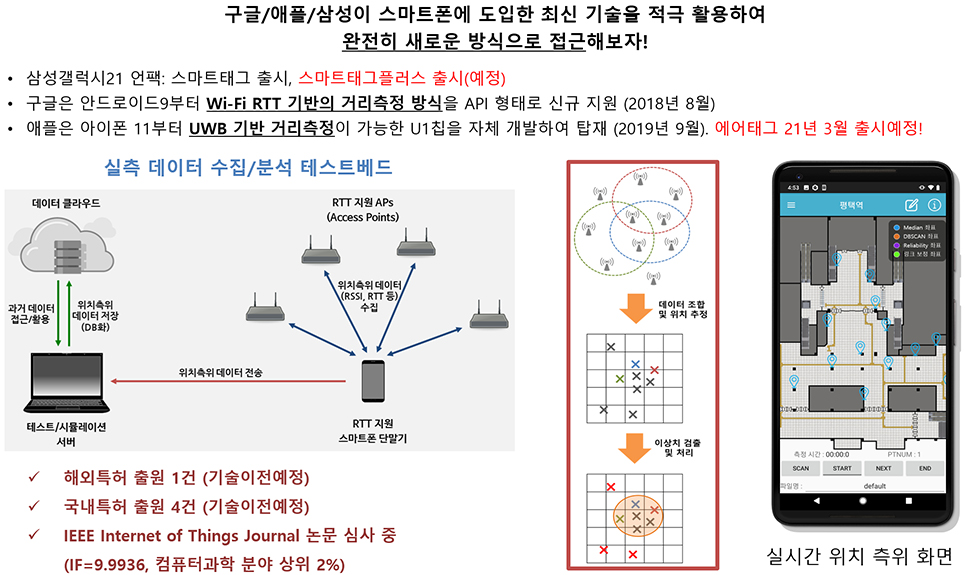 구글/애플/삼성이 스마트폰에 도입한 최신 기술을 적극 활용하여
완전히 새로운 방식으로 접근해보자!
• 삼성갤럭시21 언팩: 스마트태그 출시, 스마트태그플러스 출시(예정)
• 구글은 안드로이드9부터 Wi-Fi RTT 기반의 거리측정 방식을 API 형태로 신규 지원 (2018년 8월)
• 애플은 아이폰 11부터 UWB 기반 거리측정이 가능한 U1칩을 자체 개발하여 탑재 (2019년 9월). 에어태그 21년 3월 출시예정!
실측 데이터 수집/분석 테스트베드
데이터 클라우드
RTT 지원 APs
(Access Points)
위치측위 데이터
(RSSI, RTT 등)
수집
과거 데이터
접근/활용
위치측위
데이터 저장
(DB화)
위치측위 데이터 전송
테스트/시뮬레이션
서버
RTT 지원
스마트폰 단말기
✓ 해외특허 출원 1건 (기술이전예정)
✓ 국내특허 출원 4건 (기술이전예정)
✓ IEEE Internet of Things Journal 논문 심사 중
(IF=9.9936, 컴퓨터과학 분야 상위 2%)
데이터 조합
및 위치 추정
이상치 검출
및 처리
4:53
평택역
Median 좌표
DBSCAN 좌표
Reliability 좌표
링크 보정 좌표
측정 시간 : 00:00:0 PTNUM : 1
SCAN START NEXT END
파일명 : default
실시간 위치 측위 화면